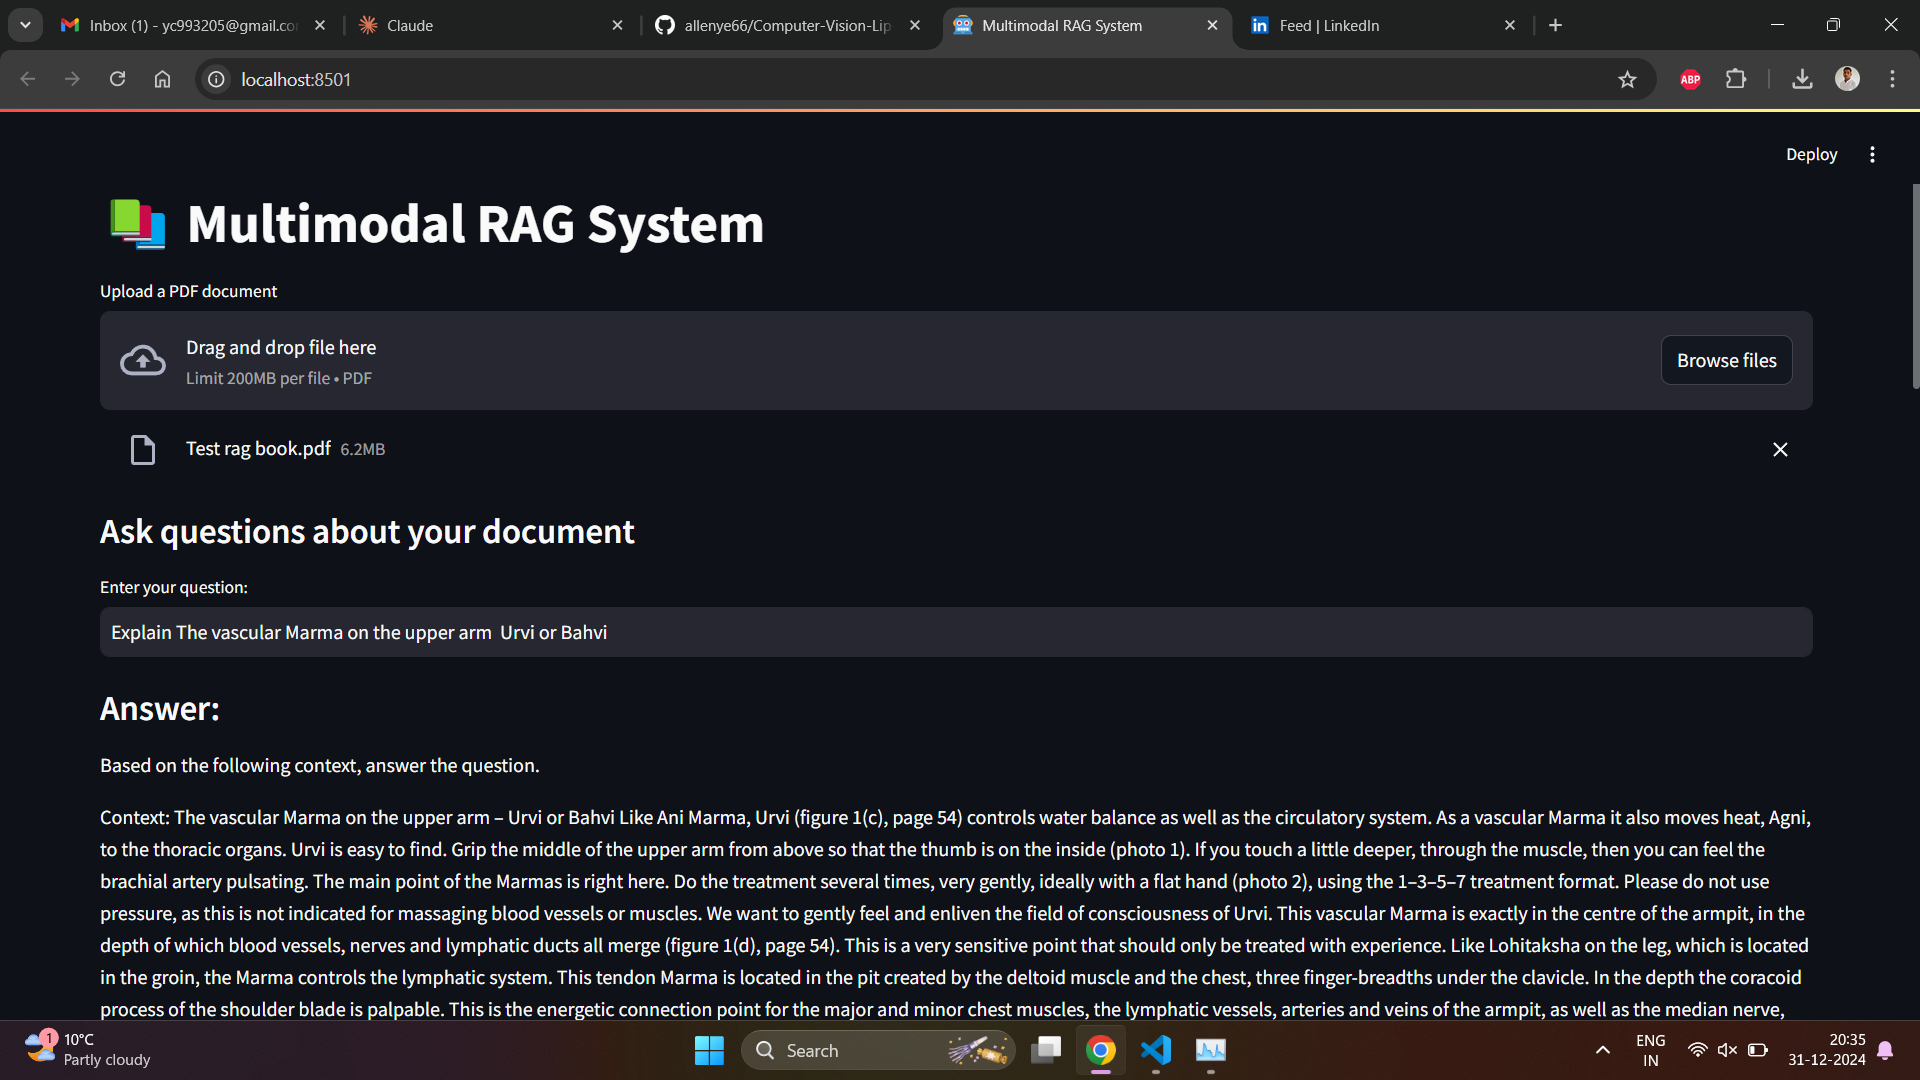 Inbox (1) - yc993205@gmail.co
Claude
allenye66/Computer-Vision-Lip
Multimodal RAG System
Feed | LinkedIn
localhost:8501
ABP
Deploy
Multimodal RAG System
Upload a PDF document
Drag and drop file here
Limit 200MB per file • PDF
Browse files
Test rag book.pdf 6.2MB
Ask questions about your document
Enter your question:
Explain The vascular Marma on the upper arm  Urvi or Bahvi
Answer:
Based on the following context, answer the question.
Context: The vascular Marma on the upper arm – Urvi or Bahvi Like Ani Marma, Urvi (figure 1(c), page 54) controls water balance as well as the circulatory system. As a vascular Marma it also moves heat, Agni,
to the thoracic organs. Urvi is easy to find. Grip the middle of the upper arm from above so that the thumb is on the inside (photo 1). If you touch a little deeper, through the muscle, then you can feel the
brachial artery pulsating. The main point of the Marmas is right here. Do the treatment several times, very gently, ideally with a flat hand (photo 2), using the 1–3–5–7 treatment format. Please do not use
pressure, as this is not indicated for massaging blood vessels or muscles. We want to gently feel and enliven the field of consciousness of Urvi. This vascular Marma is exactly in the centre of the armpit, in the
depth of which blood vessels, nerves and lymphatic ducts all merge (figure 1(d), page 54). This is a very sensitive point that should only be treated with experience. Like Lohitaksha on the leg, which is located
in the groin, the Marma controls the lymphatic system. This tendon Marma is located in the pit created by the deltoid muscle and the chest, three finger-breadths under the clavicle. In the depth the coracoid
process of the shoulder blade is palpable. This is the energetic connection point for the major and minor chest muscles, the lymphatic vessels, arteries and veins of the armpit, as well as the median nerve,
1
10°C
Partly cloudy
Search
ENG
IN
20:35
31-12-2024